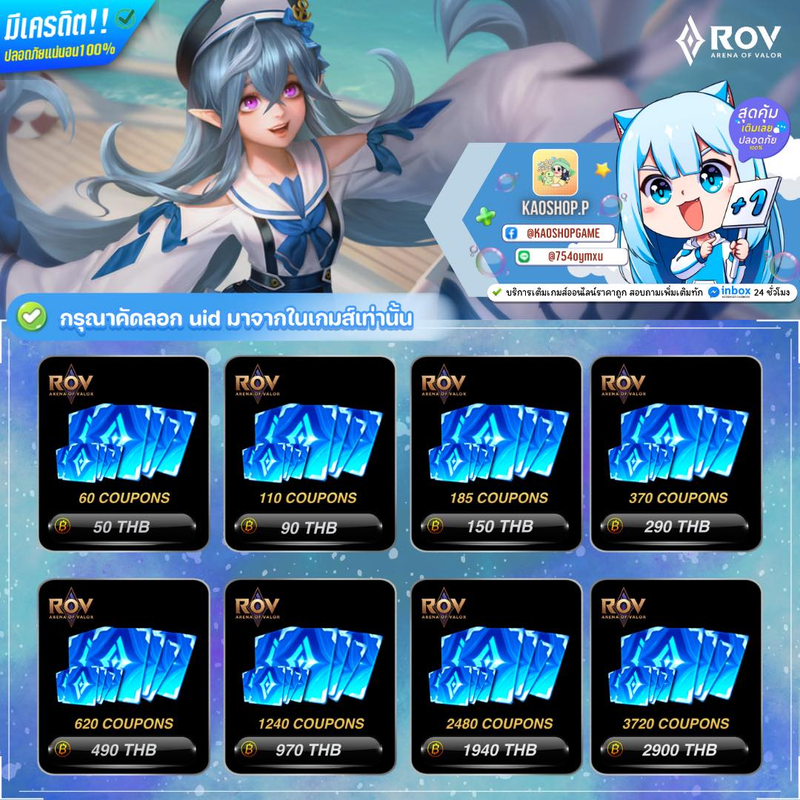 มีเครดิต!!
ปลอดภัยแน่นอน100%
ROV
ARENA OF VALOR
สุดคุ้ม
เติมเลย
ปลอดภัย
100%
+1
KAOSHOP.P
@KAOSHOPGAME
@754oymxu
บริการเติมเกมส์ออนไลน์ราคาถูก สอบถามเพิ่มเติมทัก inbox 24 ชั่วโมง
กรุณาคัดลอก uid มาจากในเกมส์เท่านั้น
ROV ROV ROV ROV
ARENA OF VALOR ARENA OF VALOR ARENA OF VALOR ARENA OF VALOR
60 COUPONS 110 COUPONS 185 COUPONS 370 COUPONS
50 THB 90 THB 150 THB 290 THB
ROV ROV ROV ROV
ARENA OF VALOR ARENA OF VALOR ARENA OF VALOR ARENA OF VALOR
620 COUPONS 1240 COUPONS 2480 COUPONS 3720 COUPONS
490 THB 970 THB 1940 THB 2900 THB